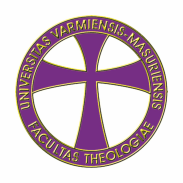 UNIVERSITAS VARMIENSIS-MASURIENSIS
FACULTAS THEOLOGIAE